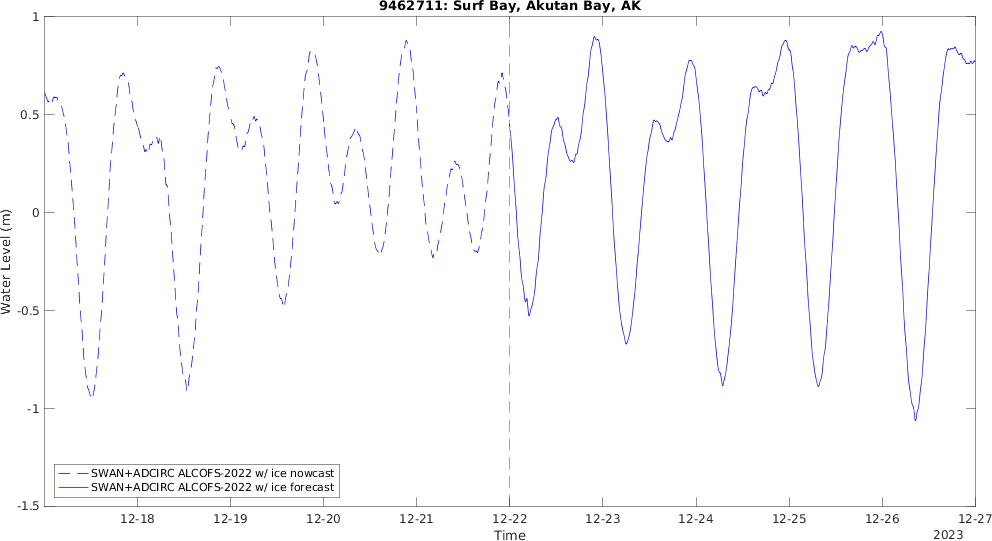 9462711: Surf Bay, Akutan Bay, AK
1
0.5
0
-0.5
-1
-1.5
Water Level (m)
SWAN+ADCIRC ALCOFS-2022 w/ ice nowcast
SWAN+ADCIRC ALCOFS-2022 w/ ice forecast
12-18 12-19 12-20 12-21 12-22 12-23 12-24 12-25 12-26 12-27
Time
2023